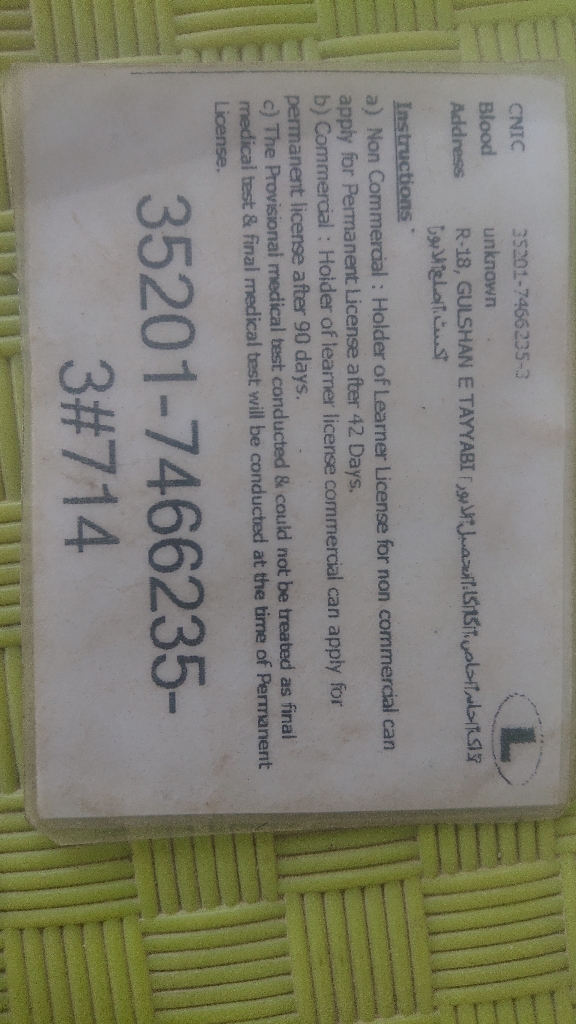 CNIC 35201-7466235-3
Blood unknown
Address R-18, GULSHAN E TAYYABI
L
Instructions
a) Non Commercial : Holder of Learner License for non commercial can
apply for Permanent License after 42 Days.
b) Commercial : Holder of learner license commercial can apply for
permanent license after 90 days.
c) The Provisional medical test conducted & could not be treated as final
medical test & final medical test will be conducted at the time of Permanent
License.
35201-7466235-
3#714